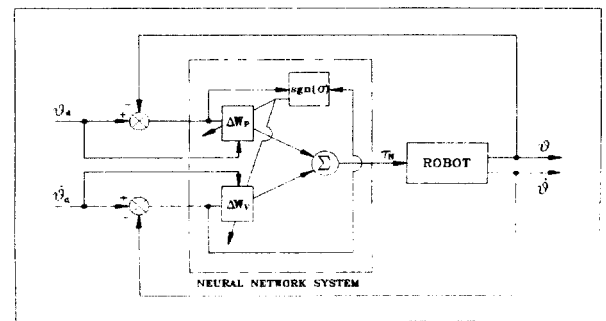 ϑd
+
−
sgn(σ)
ΔWP
Σ
τN
ROBOT
ϑ
ϑ̇
ϑ̇d
+
−
ΔWV
NEURAL NETWORK SYSTEM